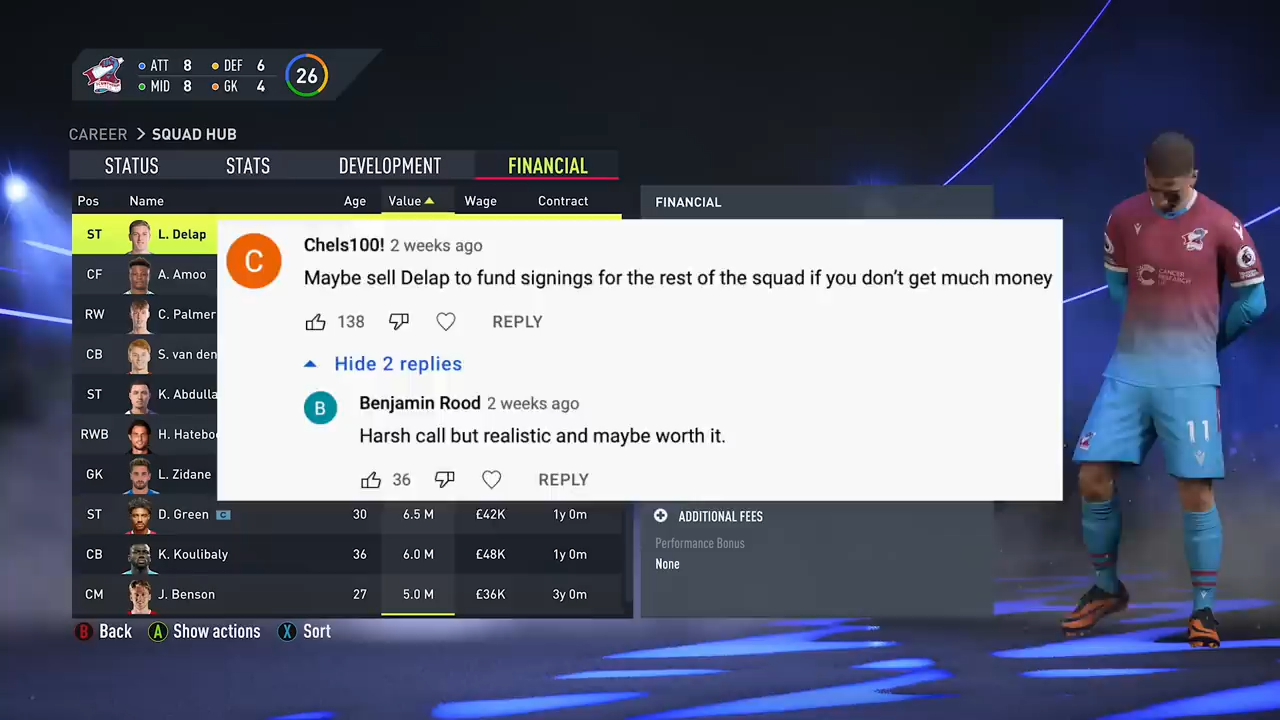 ATT 8 DEF 6
MID 8 GK 4
26
CAREER > SQUAD HUB
STATUS STATS DEVELOPMENT FINANCIAL
Pos Name Age Value Wage Contract
FINANCIAL
ST L. Delap
CF A. Amoo
RW C. Palmer
CB S. van den
ST K. Abdulla
RWB H. Hateboe
GK L. Zidane
ST D. Green C 30 6.5 M £42K 1y 0m
CB K. Koulibaly 36 6.0 M £48K 1y 0m
CM J. Benson 27 5.0 M £36K 3y 0m
C
Chels100! 2 weeks ago
Maybe sell Delap to fund signings for the rest of the squad if you don't get much money
138 REPLY
Hide 2 replies
B
Benjamin Rood 2 weeks ago
Harsh call but realistic and maybe worth it.
36 REPLY
ADDITIONAL FEES
Performance Bonus
None
B Back A Show actions X Sort
CANCER
RESEARCH
UK
11